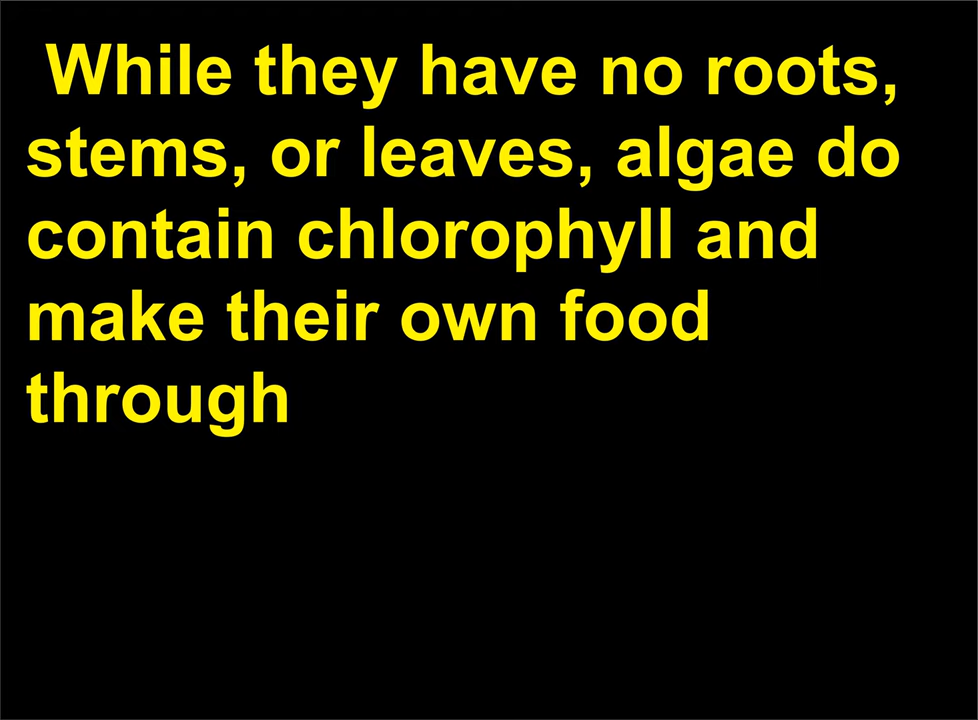 While they have no roots,
stems, or leaves, algae do
contain chlorophyll and
make their own food
through